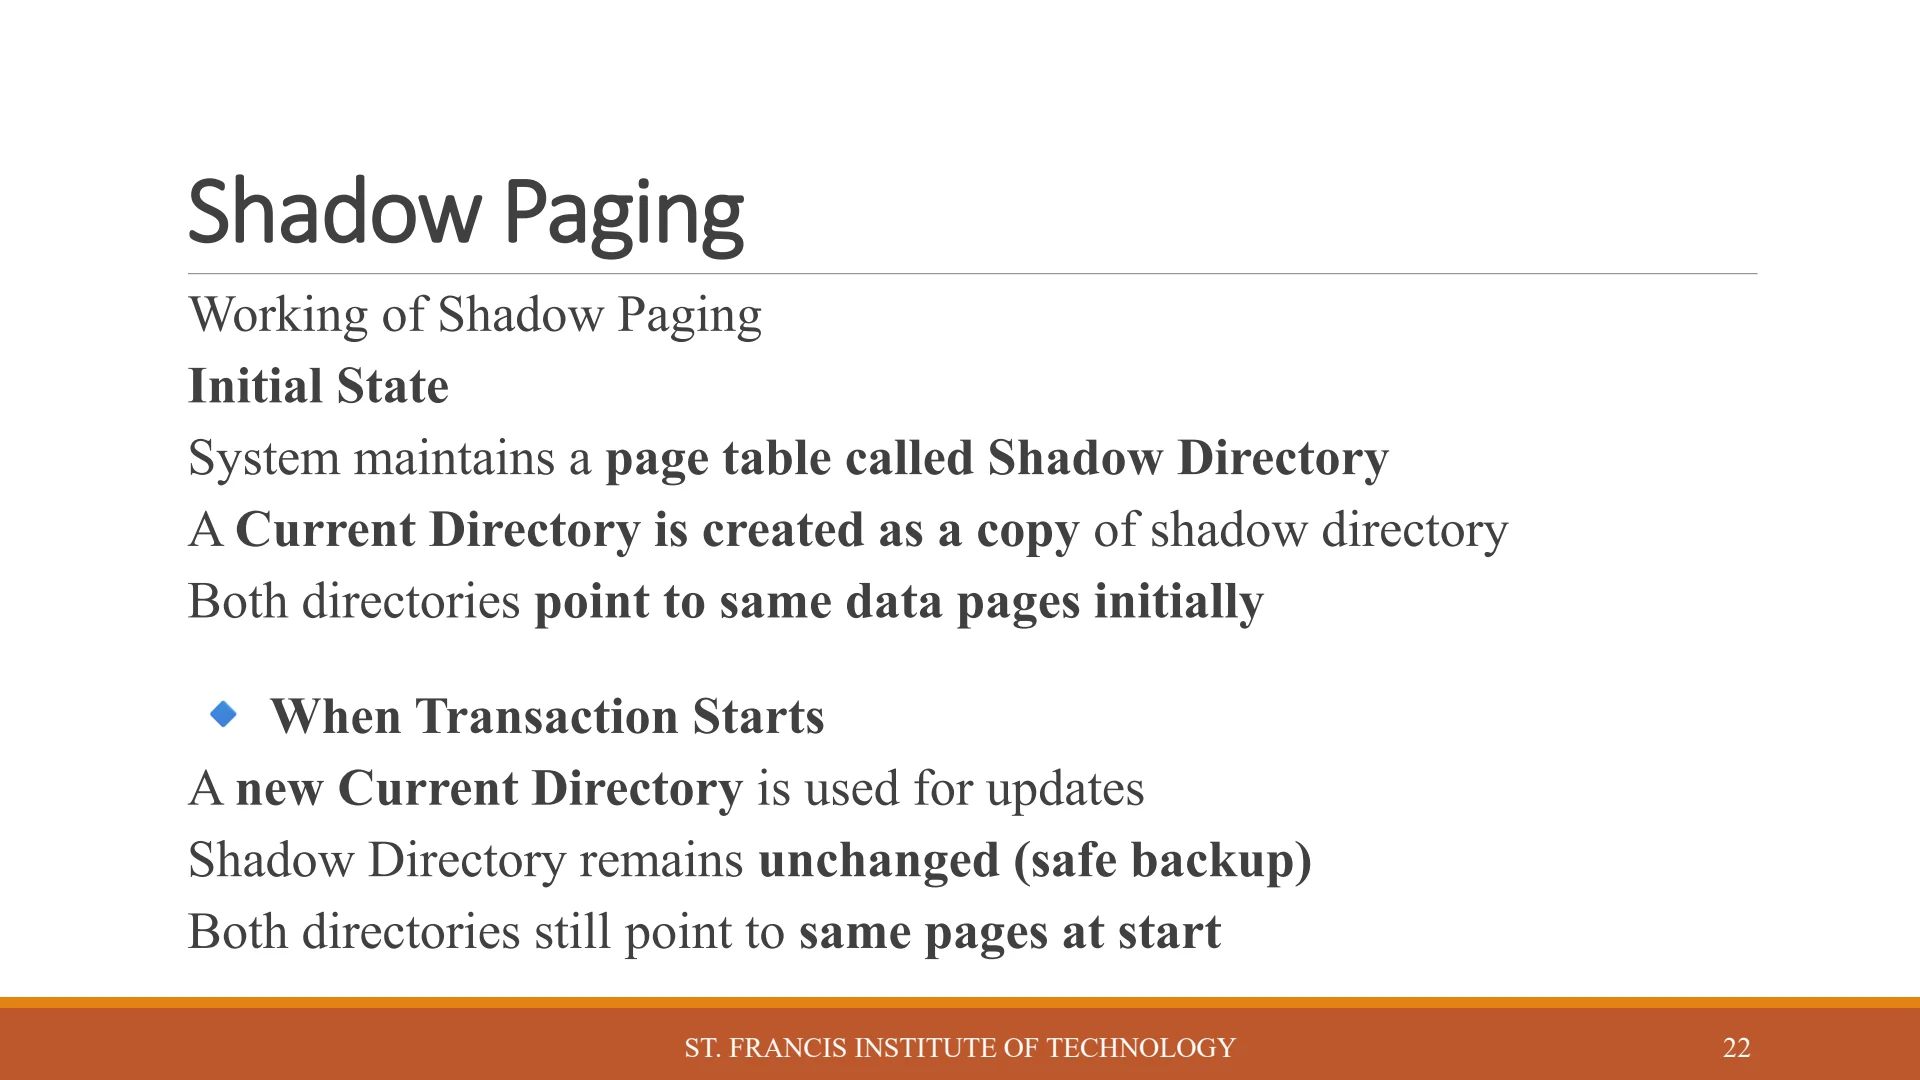 Shadow Paging
Working of Shadow Paging
Initial State
System maintains a page table called Shadow Directory
A Current Directory is created as a copy of shadow directory
Both directories point to same data pages initially
🔹 When Transaction Starts
A new Current Directory is used for updates
Shadow Directory remains unchanged (safe backup)
Both directories still point to same pages at start
ST. FRANCIS INSTITUTE OF TECHNOLOGY
22